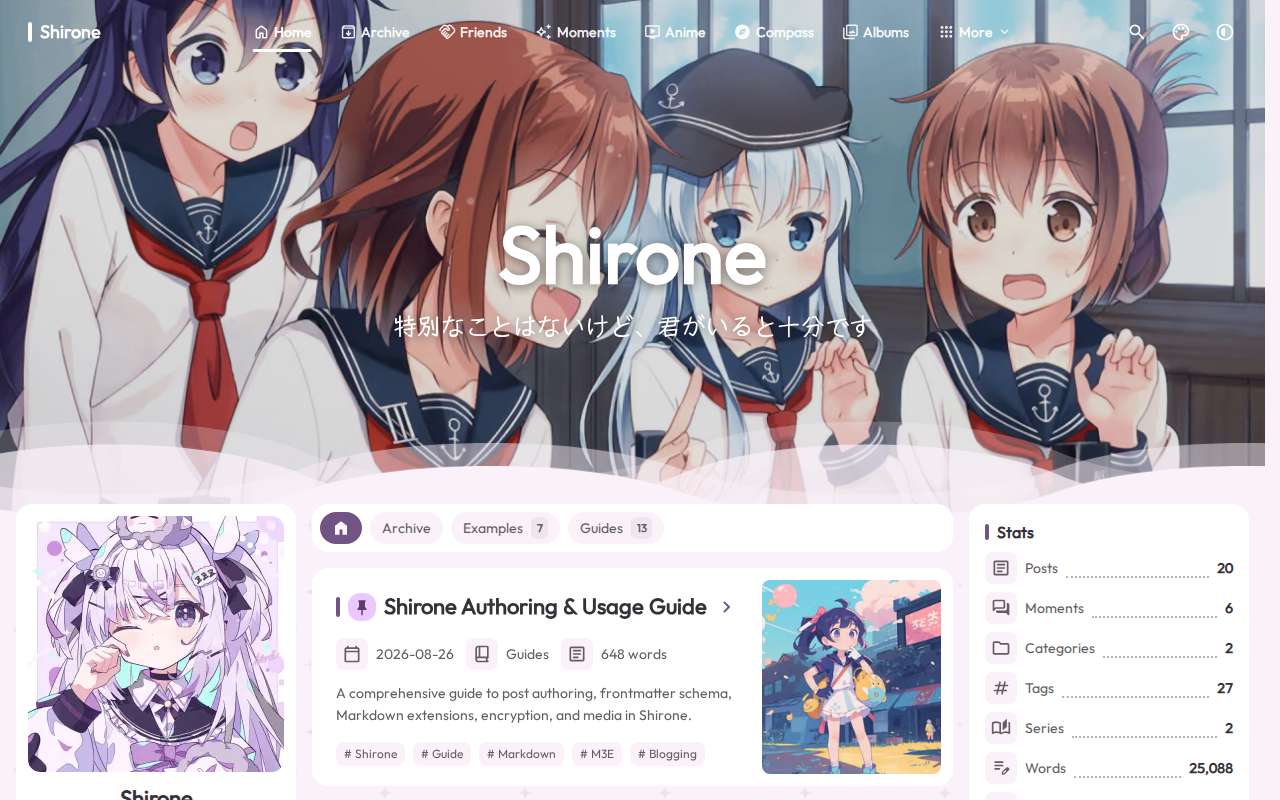 Shirone
Home
Archive
Friends
Moments
Anime
Compass
Albums
More
Shirone
特別なことはないけど、君がいると十分です
Archive
Examples 7
Guides 13
Shirone Authoring & Usage Guide
2026-08-26 Guides 648 words
A comprehensive guide to post authoring, frontmatter schema,
Markdown extensions, encryption, and media in Shirone.
# Shirone # Guide # Markdown # M3E # Blogging
Stats
Posts 20
Moments 6
Categories 2
Tags 27
Series 2
Words 25,088
Shirone